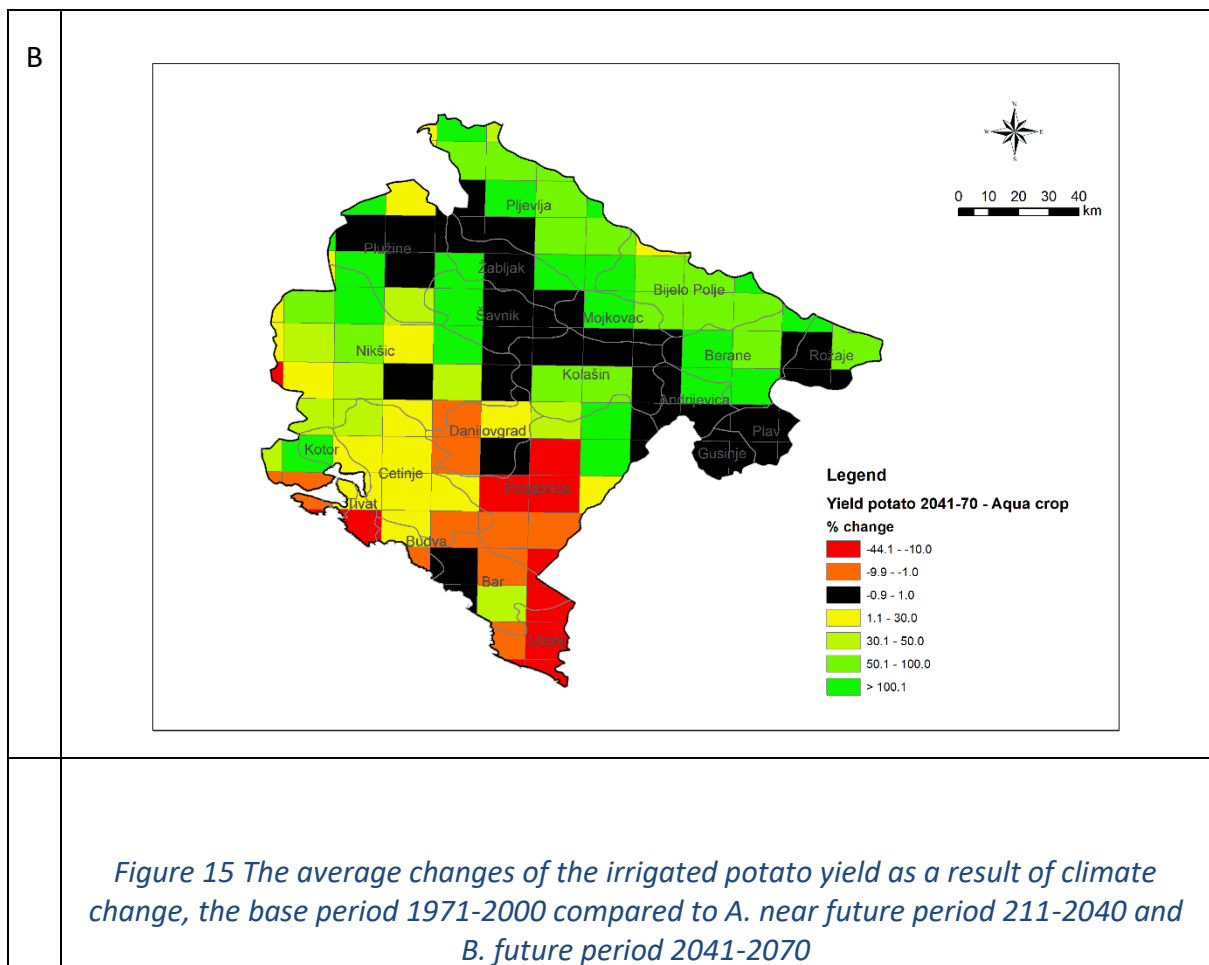 B
N
W E
S
0 10 20 30 40
km
Pljevlja
Plužine
Žabljak
Bijelo Polje
Šavnik
Mojkovac
Nikšic
Berane
Rožaje
Kolašin
Andrijevica
Danilovgrad
Plav
Kotor
Gusinje
Cetinje
Podgorica
Tivat
Budva
Bar
Legend
Yield potato 2041-70 - Aqua crop
% change
-44.1 - -10.0
-9.9 - -1.0
-0.9 - 1.0
1.1 - 30.0
30.1 - 50.0
50.1 - 100.0
> 100.1
Figure 15 The average changes of the irrigated potato yield as a result of climate
change, the base period 1971-2000 compared to A. near future period 211-2040 and
B. future period 2041-2070